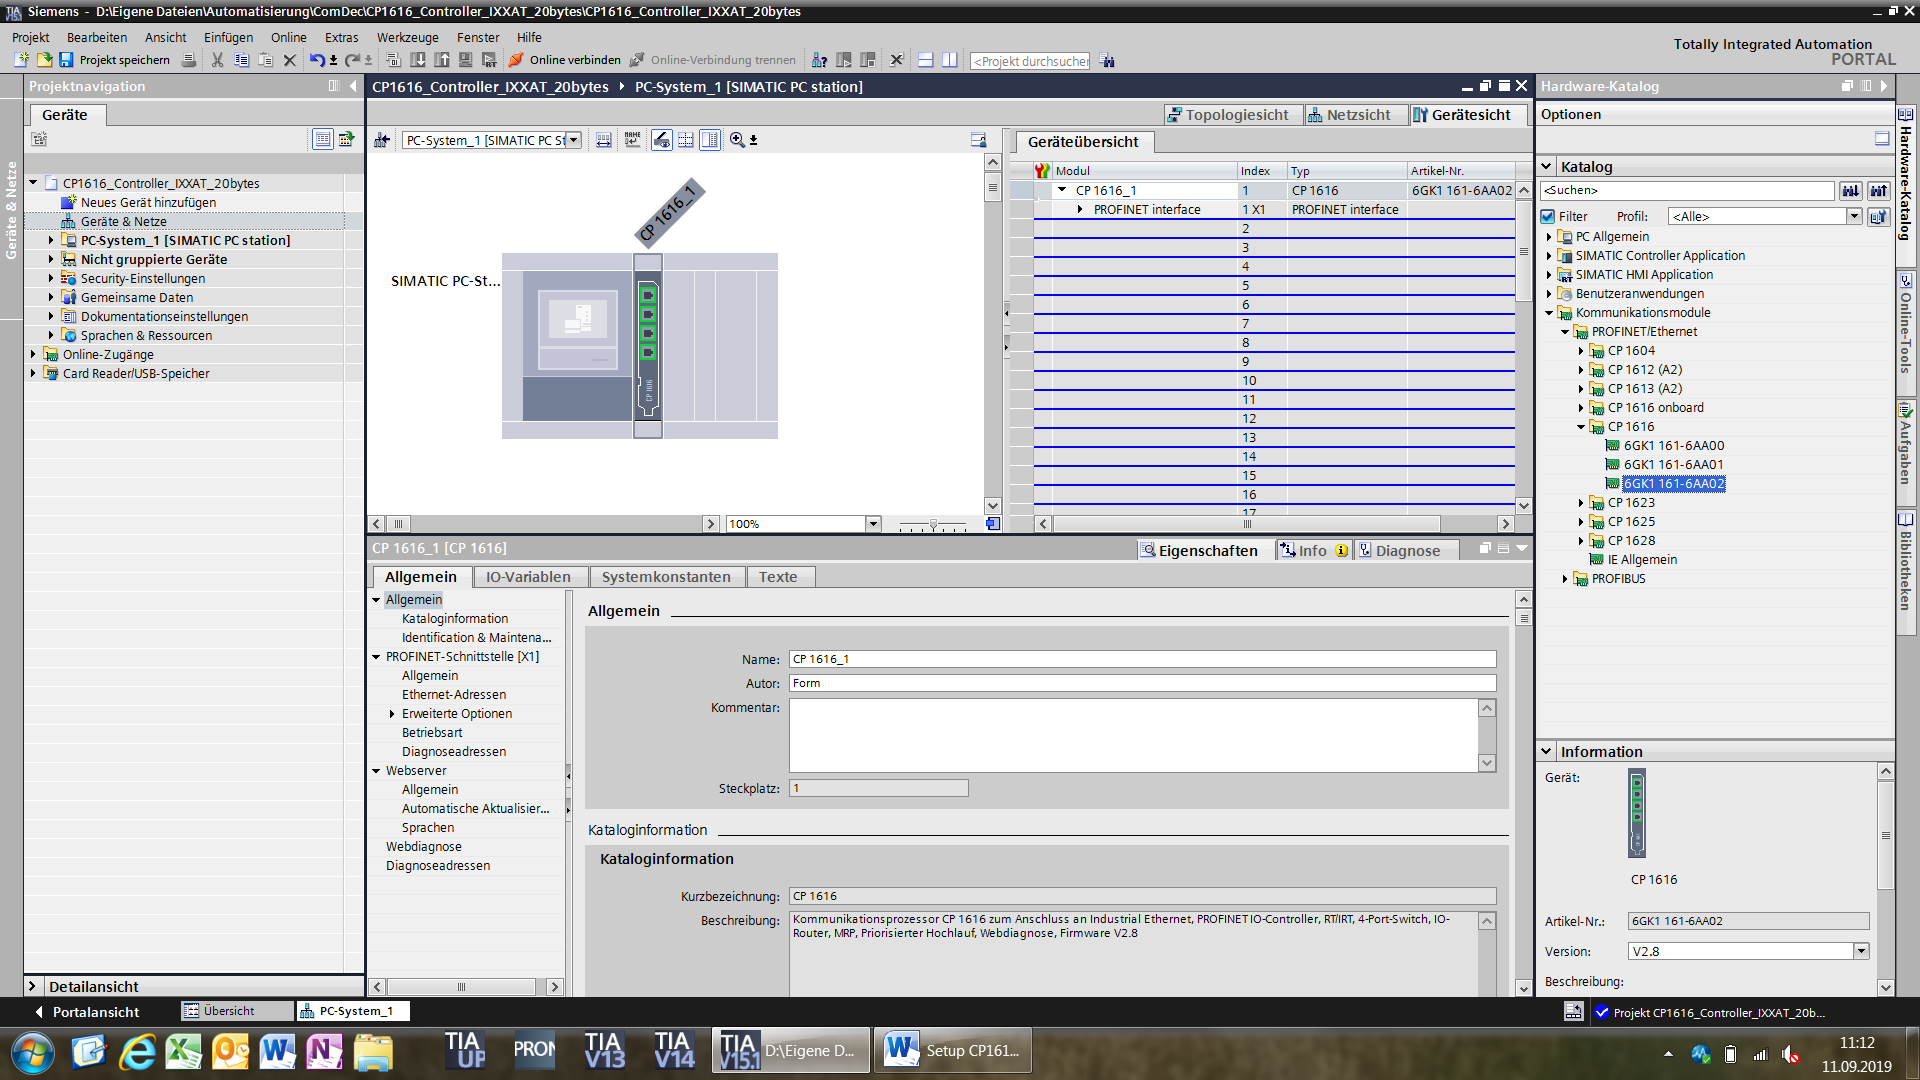 Siemens  -  D:\Eigene Dateien\Automatisierung\ComDec\CP1616_Controller_IXXAT_20bytes\CP1616_Controller_IXXAT_20bytes
Projekt Bearbeiten Ansicht Einfügen Online Extras Werkzeuge Fenster Hilfe
Totally Integrated Automation
PORTAL
Projekt speichern Online verbinden Online-Verbindung trennen <Projekt durchsucher
Projektnavigation
Geräte
Geräte & Netze
CP1616_Controller_IXXAT_20bytes
Neues Gerät hinzufügen
Geräte & Netze
PC-System_1 [SIMATIC PC station]
Nicht gruppierte Geräte
Security-Einstellungen
Gemeinsame Daten
Dokumentationseinstellungen
Sprachen & Ressourcen
Online-Zugänge
Card Reader/USB-Speicher
Detailansicht
CP1616_Controller_IXXAT_20bytes PC-System_1 [SIMATIC PC station]
Topologiesicht Netzsicht Gerätesicht
PC-System_1 [SIMATIC PC St
CP 1616_1
SIMATIC PC-St...
CP 1616
100%
Geräteübersicht
Modul Index Typ Artikel-Nr.
CP 1616_1 1 CP 1616 6GK1 161-6AA02
PROFINET interface 1 X1 PROFINET interface
2
3
4
5
6
7
8
9
10
11
12
13
14
15
16
17
CP 1616_1 [CP 1616]
Eigenschaften Info Diagnose
Allgemein IO-Variablen Systemkonstanten Texte
Allgemein
Kataloginformation
Identification & Maintena...
PROFINET-Schnittstelle [X1]
Allgemein
Ethernet-Adressen
Erweiterte Optionen
Betriebsart
Diagnoseadressen
Webserver
Allgemein
Automatische Aktualisier...
Sprachen
Webdiagnose
Diagnoseadressen
Allgemein
Name: CP 1616_1
Autor: Form
Kommentar:
Steckplatz: 1
Kataloginformation
Kataloginformation
Kurzbezeichnung: CP 1616
Beschreibung: Kommunikationsprozessor CP 1616 zum Anschluss an Industrial Ethernet, PROFINET IO-Controller, RT/IRT, 4-Port-Switch, IO-
Router, MRP, Priorisierter Hochlauf, Webdiagnose, Firmware V2.8
Hardware-Katalog
Optionen
Katalog
<Suchen>
Filter Profil: <Alle>
PC Allgemein
SIMATIC Controller Application
SIMATIC HMI Application
Benutzeranwendungen
Kommunikationsmodule
PROFINET/Ethernet
CP 1604
CP 1612 (A2)
CP 1613 (A2)
CP 1616 onboard
CP 1616
6GK1 161-6AA00
6GK1 161-6AA01
6GK1 161-6AA02
CP 1623
CP 1625
CP 1628
IE Allgemein
PROFIBUS
Information
Gerät:
CP 1616
Artikel-Nr.: 6GK1 161-6AA02
Version: V2.8
Beschreibung:
Hardware-Katalog
Online-Tools
Aufgaben
Bibliotheken
Portalansicht Übersicht PC-System_1 Projekt CP1616_Controller_IXXAT_20b...
TIA UP PRON TIA V13 TIA V14 TIA V15.1 D:\Eigene D... Setup CP161...
11:12
11.09.2019